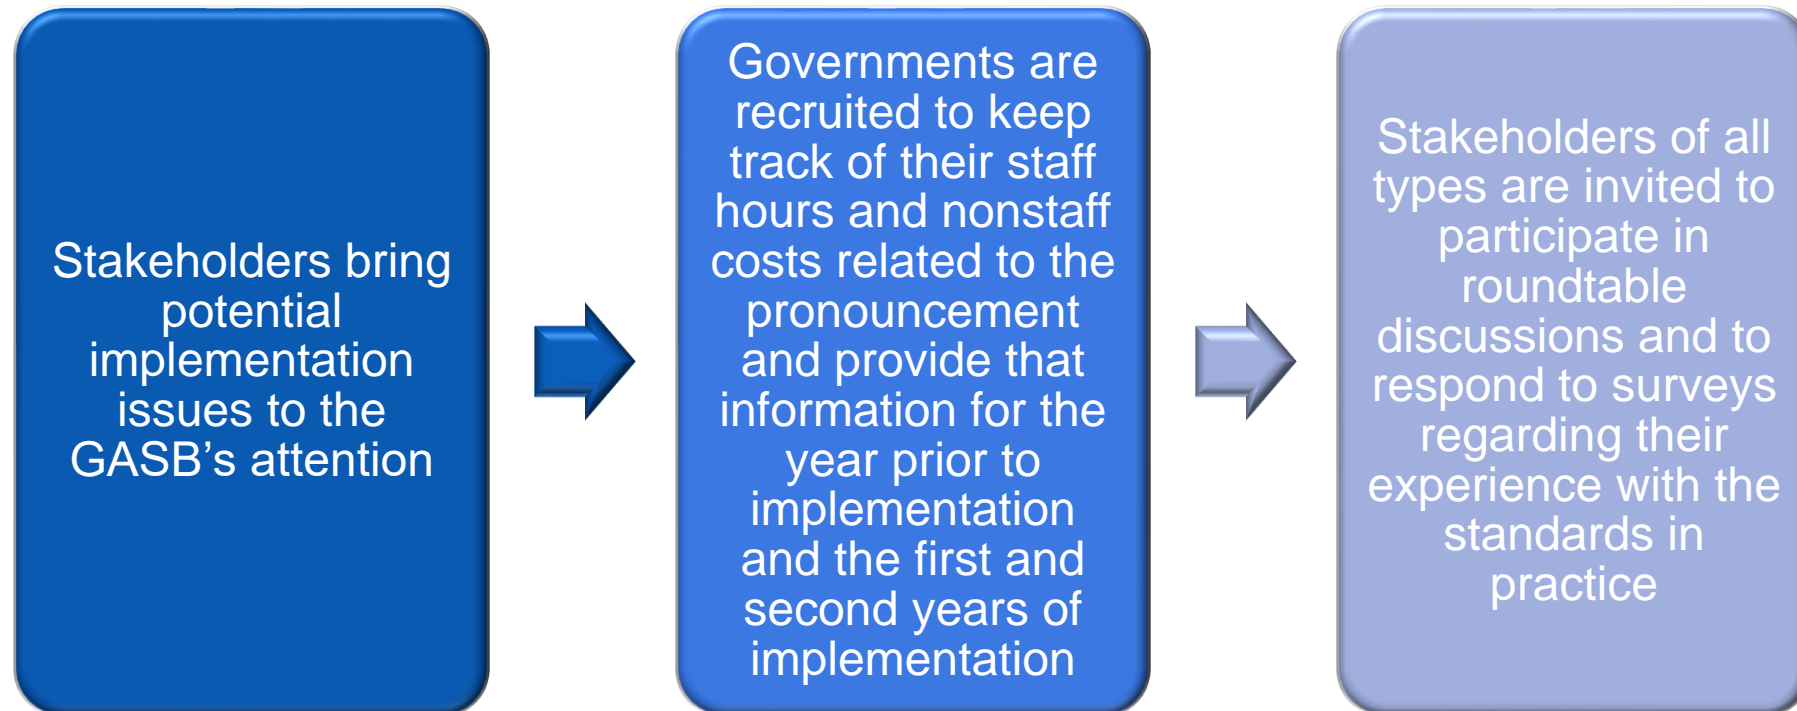 Stakeholders bring
potential
implementation
issues to the
GASB’s attention
Governments are
recruited to keep
track of their staff
hours and nonstaff
costs related to the
pronouncement
and provide that
information for the
year prior to
implementation
and the first and
second years of
implementation
Stakeholders of all
types are invited to
participate in
roundtable
discussions and to
respond to surveys
regarding their
experience with the
standards in
practice